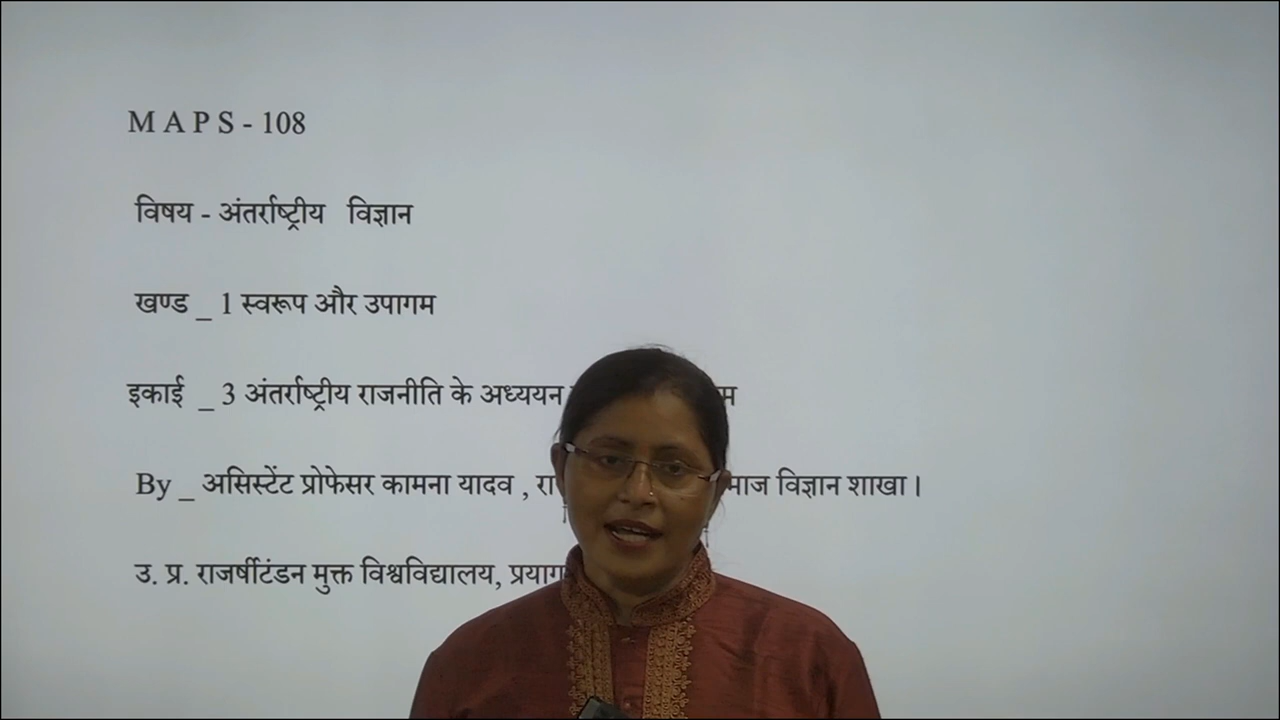 M A P S - 108
विषय - अंतर्राष्ट्रीय विज्ञान
खण्ड _ 1 स्वरूप और उपागम
इकाई _ 3 अंतर्राष्ट्रीय राजनीति के अध्ययन
By _ असिस्टेंट प्रोफेसर कामना यादव , विज्ञान शाखा ।
उ. प्र. राजर्षीटंडन मुक्त विश्वविद्यालय,